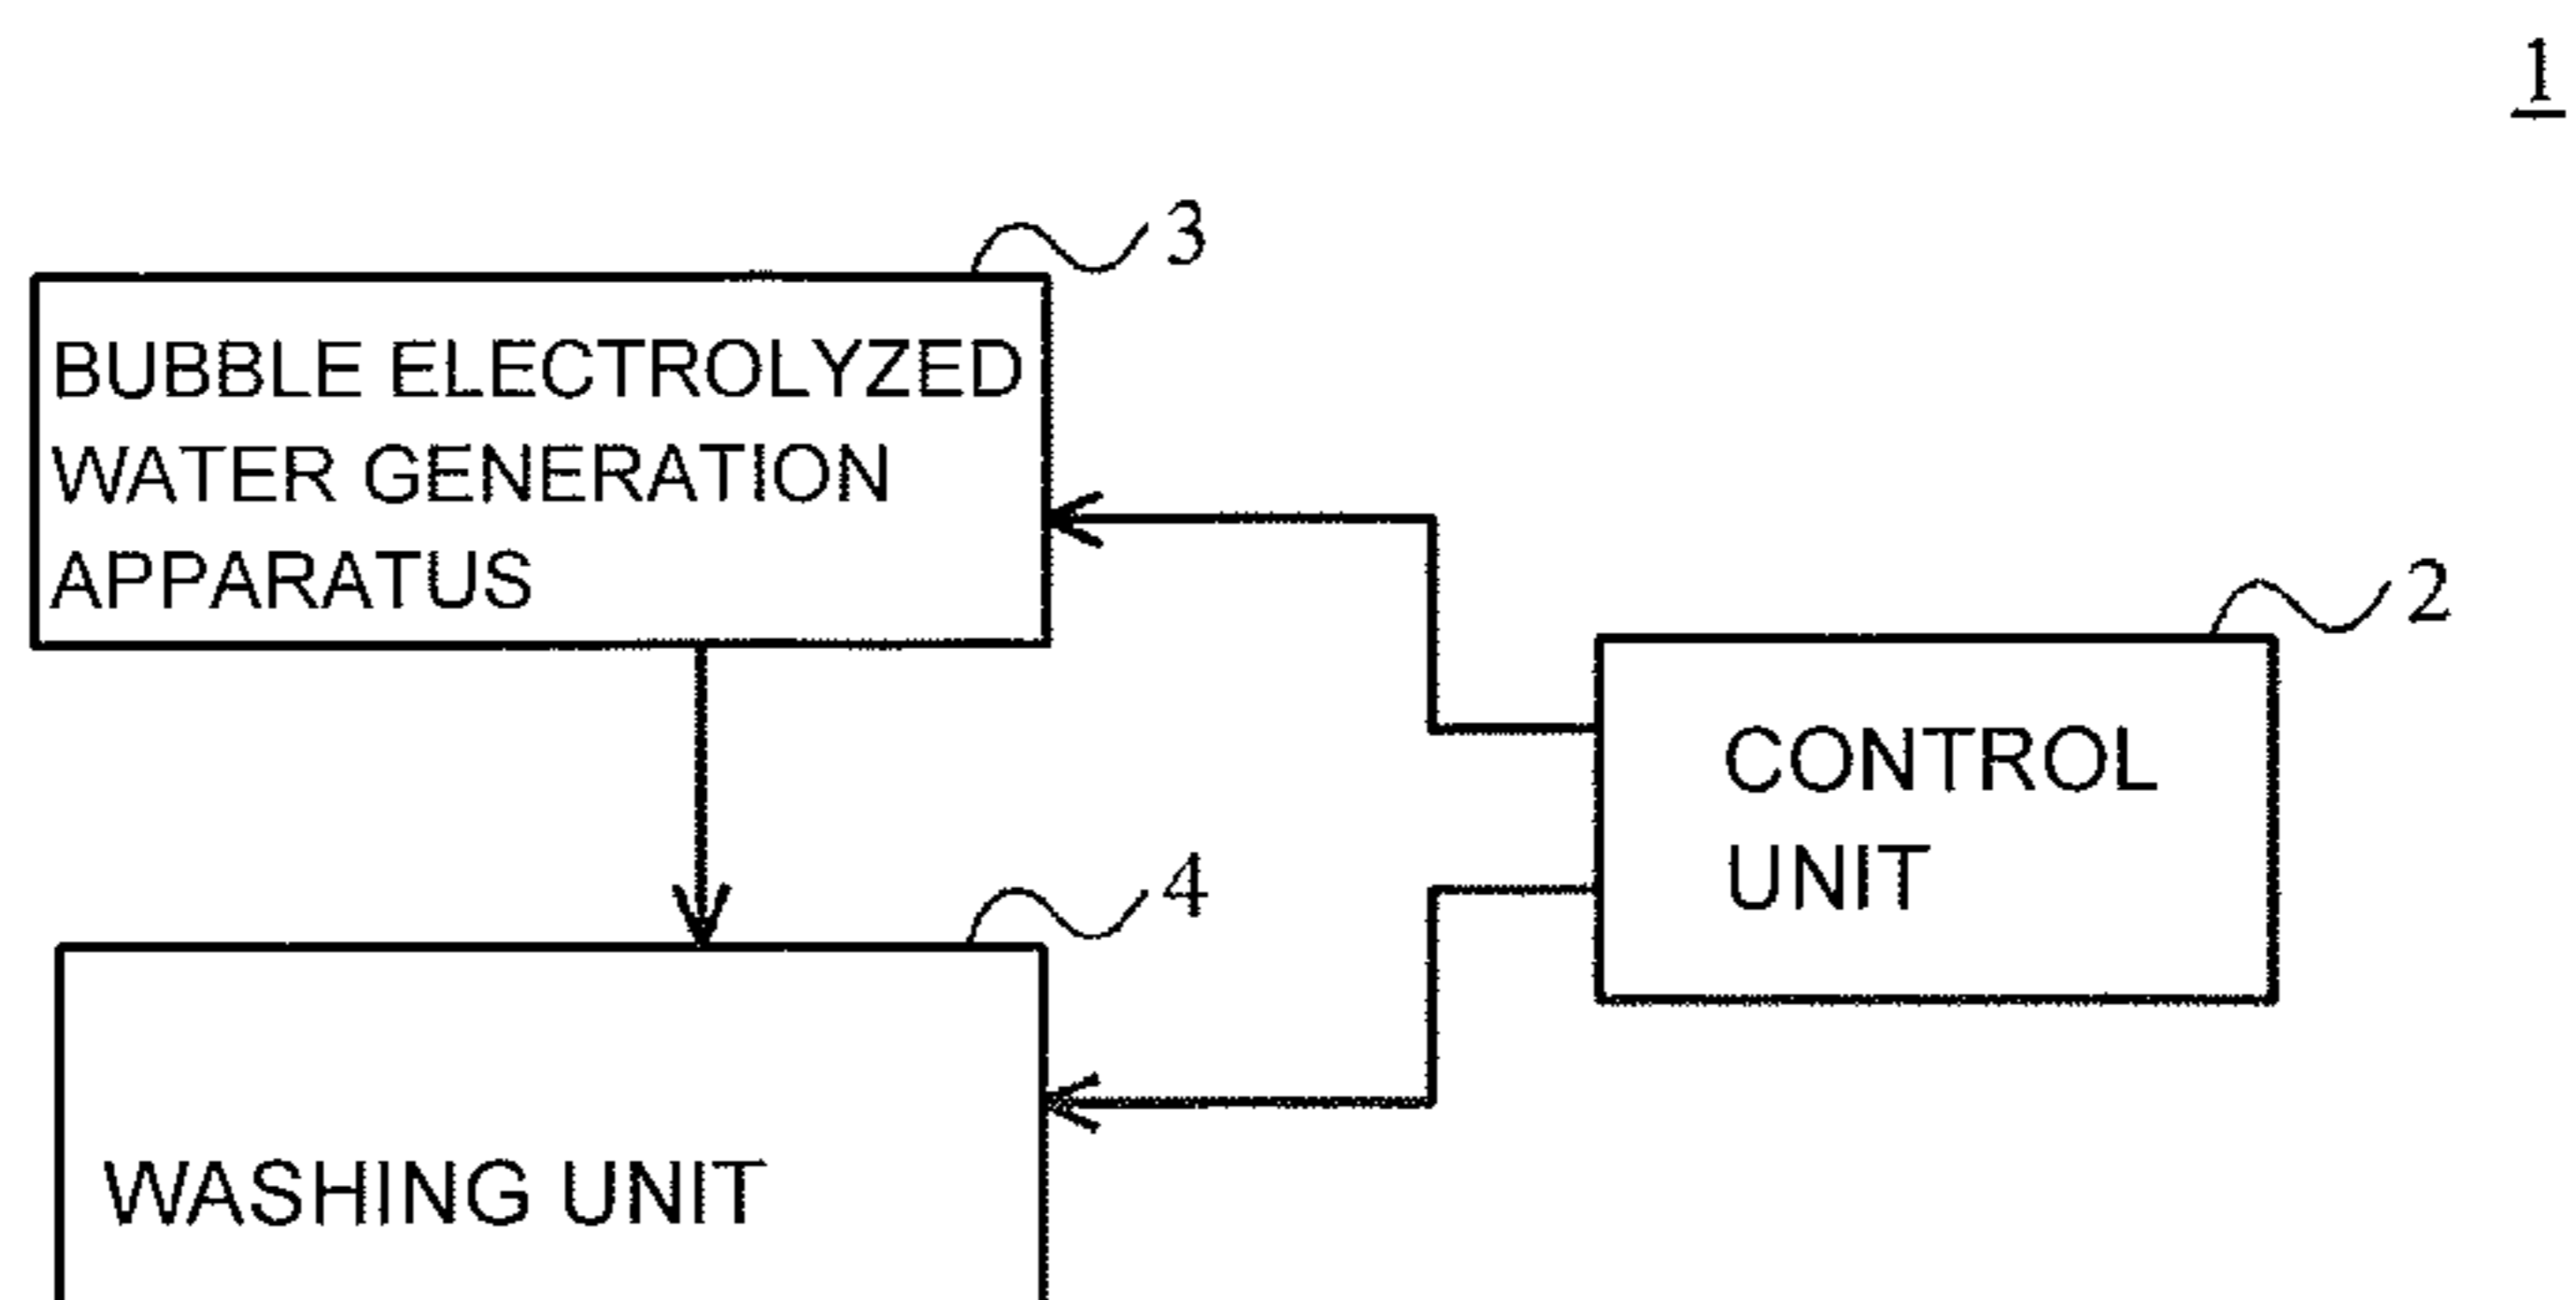 1
3
BUBBLE ELECTROLYZED
WATER GENERATION
APPARATUS
2
CONTROL
UNIT
4
WASHING UNIT